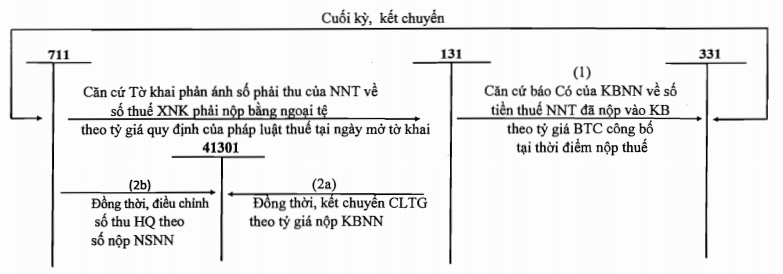 Cuối kỳ, kết chuyển
711
131
331
Căn cứ Tờ khai phản ánh số phải thu của NNT về
số thuế XNK phải nộp bằng ngoại tệ
theo tỷ giá quy định của pháp luật thuế tại ngày mở tờ khai
(1)
Căn cứ báo Có của KBNN về số
tiền thuế NNT đã nộp vào KB
theo tỷ giá BTC công bố
tại thời điểm nộp thuế
41301
(2b)
Đồng thời, điều chỉnh
số thu HQ theo
số nộp NSNN
(2a)
Đồng thời, kết chuyển CLTG
theo tỷ giá nộp KBNN